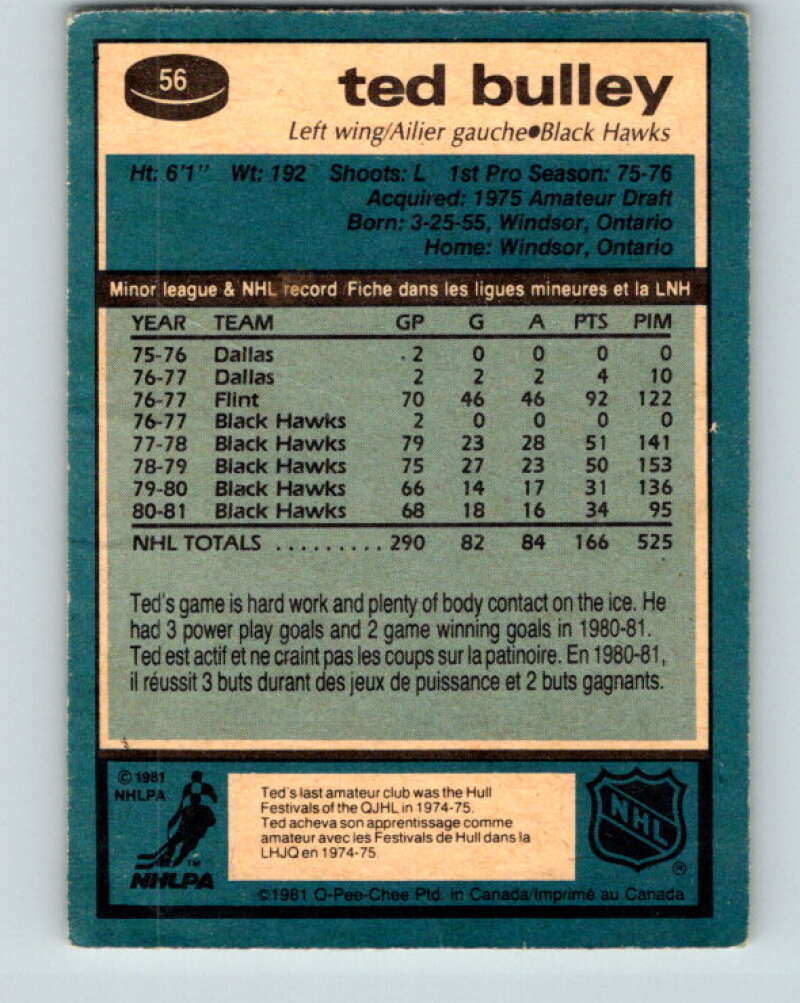 56
ted bulley
Left wing/Ailier gauche●Black Hawks
Ht: 6'1" Wt: 192 Shoots: L 1st Pro Season: 75-76
Acquired: 1975 Amateur Draft
Born: 3-25-55, Windsor, Ontario
Home: Windsor, Ontario
Minor league & NHL record Fiche dans les ligues mineures et la LNH
YEAR TEAM GP G A PTS PIM
75-76 Dallas 2 0 0 0 0
76-77 Dallas 2 2 2 4 10
76-77 Flint 70 46 46 92 122
76-77 Black Hawks 2 0 0 0 0
77-78 Black Hawks 79 23 28 51 141
78-79 Black Hawks 75 27 23 50 153
79-80 Black Hawks 66 14 17 31 136
80-81 Black Hawks 68 18 16 34 95
NHL TOTALS .......... 290 82 84 166 525
Ted's game is hard work and plenty of body contact on the ice. He
had 3 power play goals and 2 game winning goals in 1980-81.
Ted est actif et ne craint pas les coups sur la patinoire. En 1980-81,
il réussit 3 buts durant des jeux de puissance et 2 buts gagnants.
© 1981
NHLPA
TM
NHLPA
Ted's last amateur club was the Hull
Festivals of the QJHL in 1974-75.
Ted acheva son apprentissage comme
amateur avec les Festivals de Hull dans la
LHJQ en 1974-75.
NHL
®
©1981 O-Pee-Chee Ptd. in Canada/Imprimé au Canada